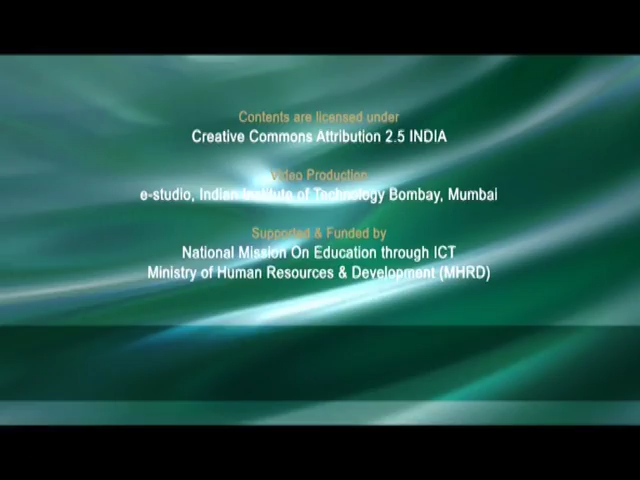 Contents are licensed under
Creative Commons Attribution 2.5 INDIA
Video Production
e-studio, Indian Institute of Technology Bombay, Mumbai
Supported & Funded by
National Mission On Education through ICT
Ministry of Human Resources & Development (MHRD)